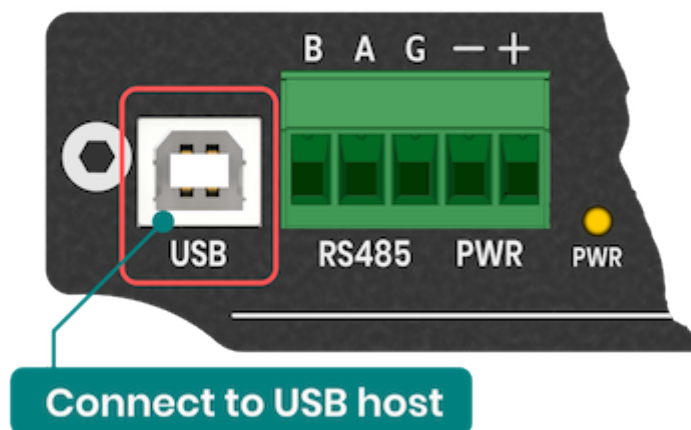 B A G — +
USB RS485 PWR PWR
Connect to USB host